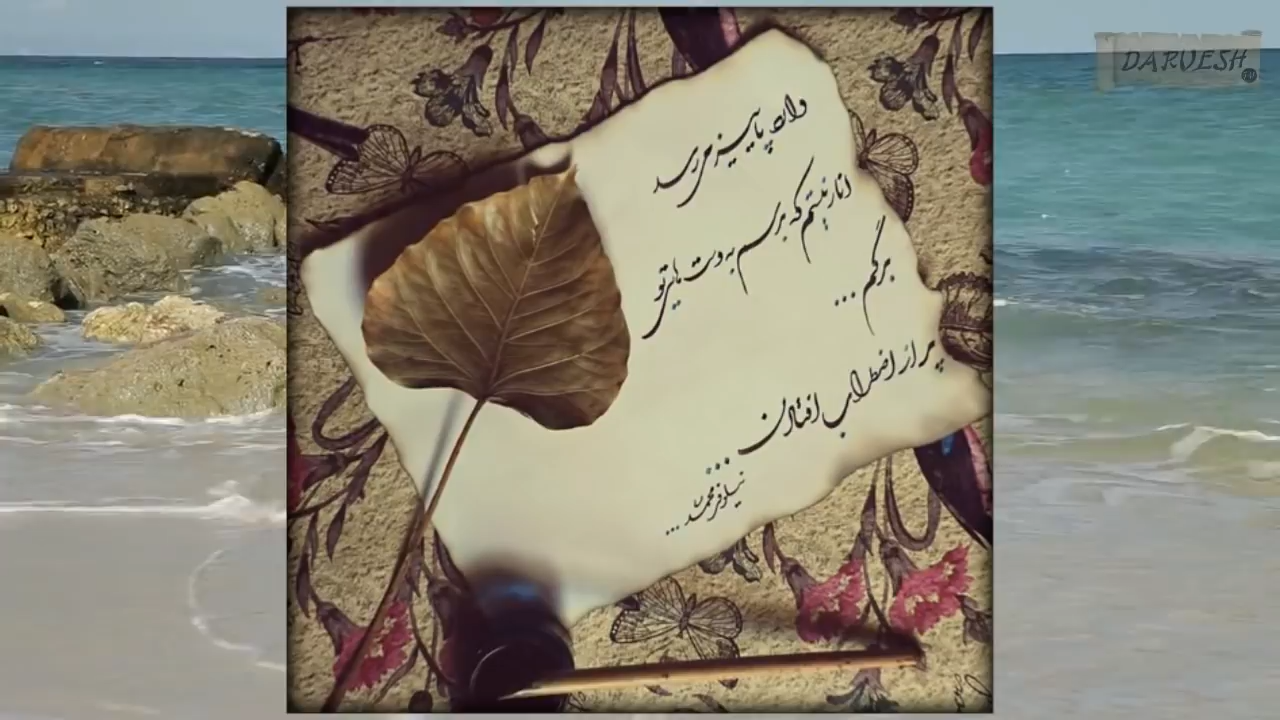 DARVESH
دارد پاییز می رسد
انار نیستم که برسم به دست های تو
برگم ...
پر از اضطراب افتادن
...
نیلوفر محمدی ...